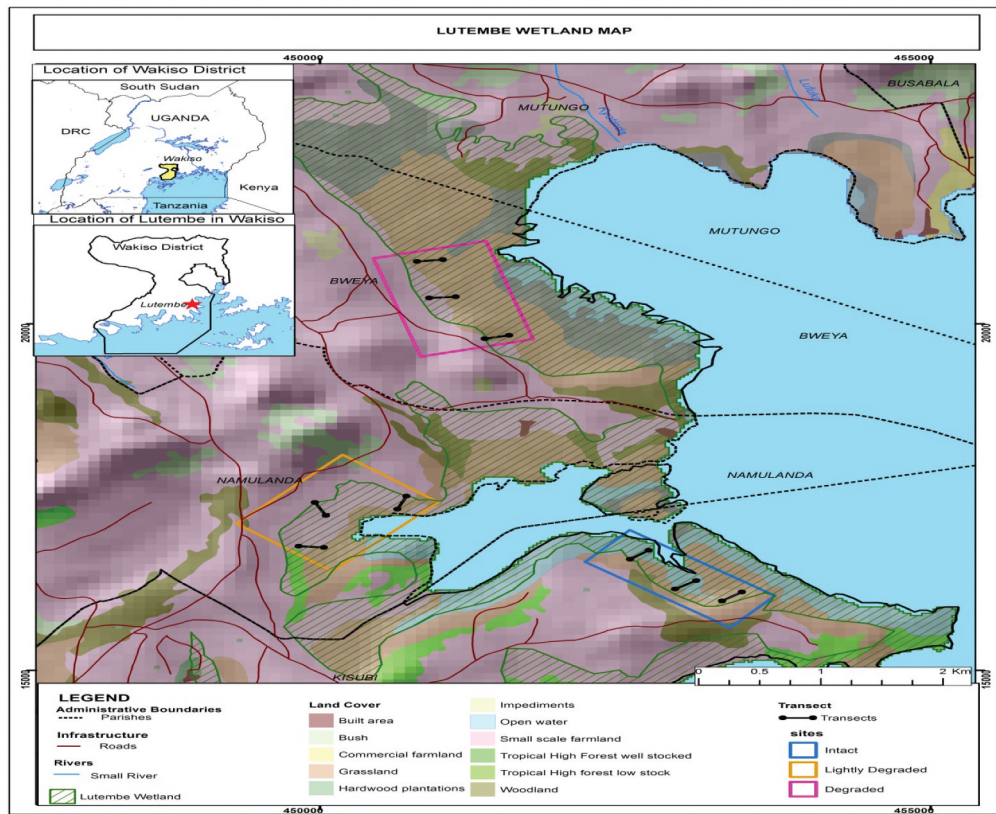 LUTEMBE WETLAND MAP
450000
455000
Location of Wakiso District
South Sudan
UGANDA
DRC
Wakiso
Kenya
Tanzania
Location of Lutembe in Wakiso
Wakiso District
Lutembe
MUTUNGO
BUSABALA
MUTUNGO
BWEYA
BWEYA
20000
20000
NAMULANDA
NAMULANDA
KISUBI
0 0.5 1 2 Km
15000
15000
LEGEND
Administrative Boundaries
Parishes
Infrastructure
Roads
Rivers
Small River
Lutembe Wetland
Land Cover
Built area
Bush
Commercial farmland
Grassland
Hardwood plantations
Impediments
Open water
Small scale farmland
Tropical High Forest well stocked
Tropical High forest low stock
Woodland
Transect
Transects
sites
Intact
Lightly Degraded
Degraded
450000
455000